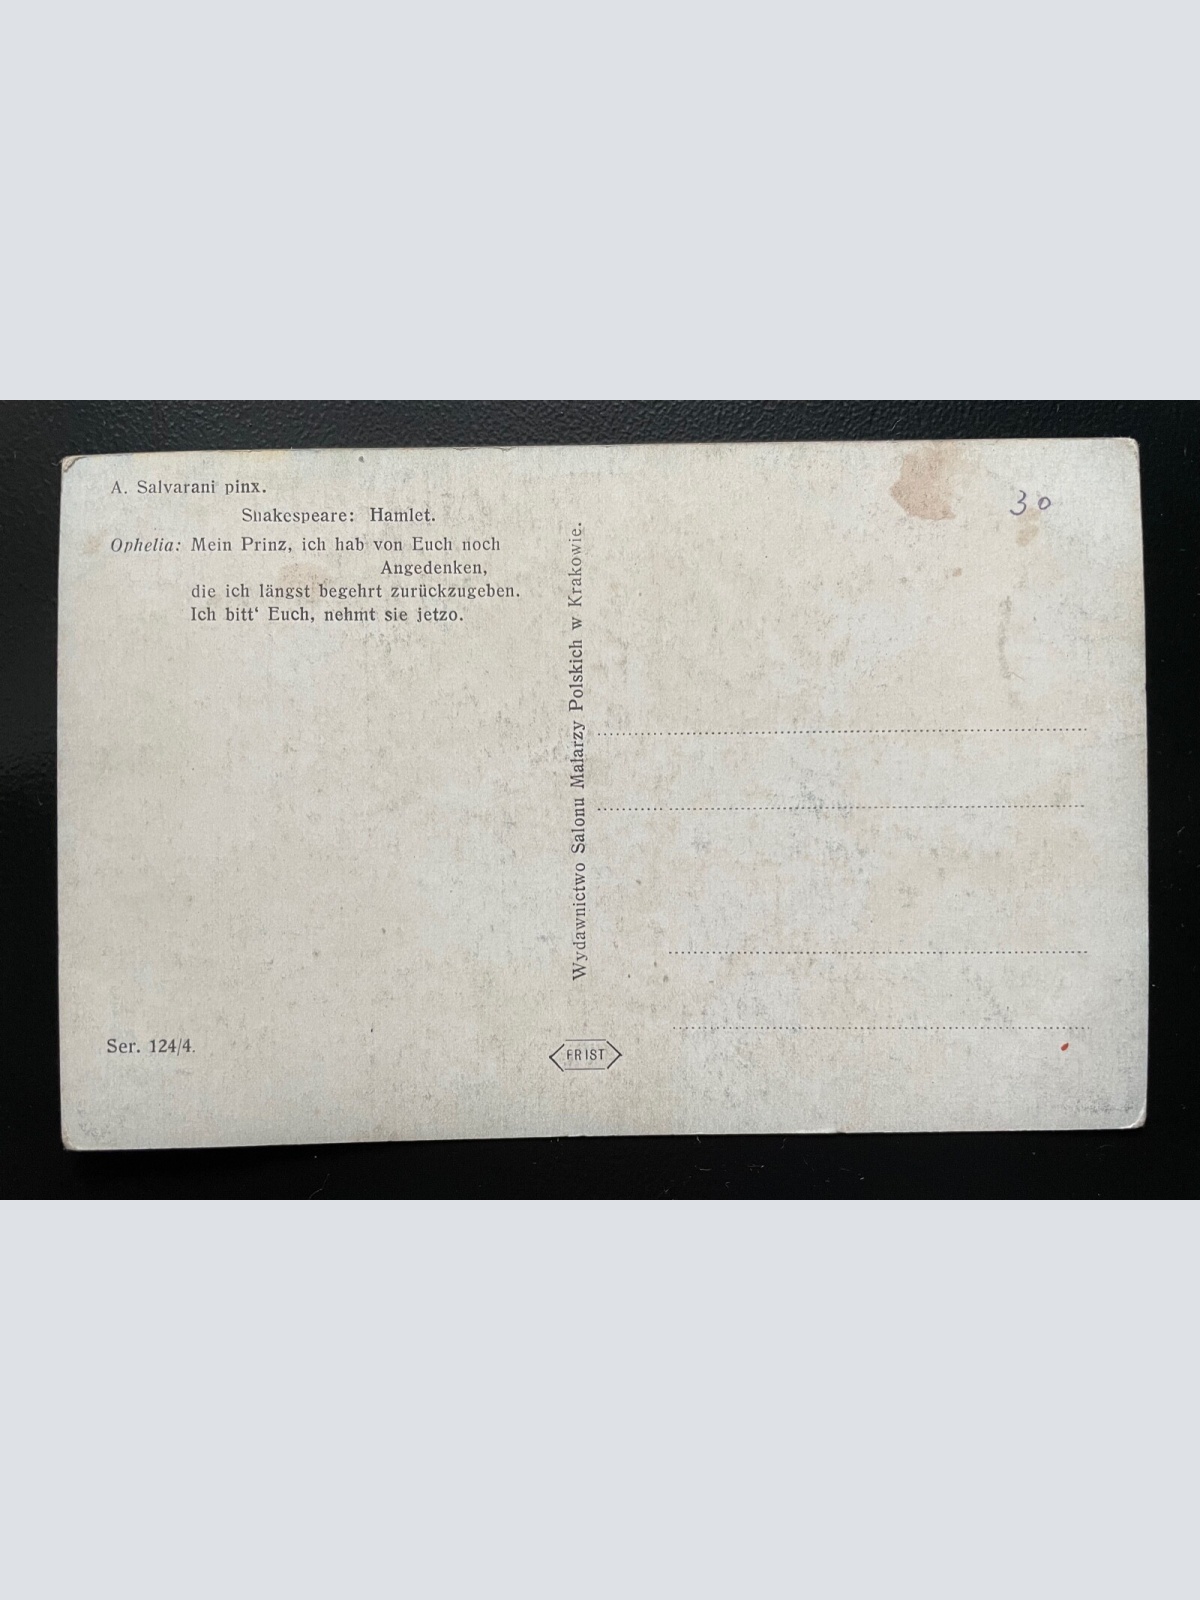 A. Salvarani pinx.
Shakespeare: Hamlet.
Ophelia: Mein Prinz, ich hab von Euch noch
Angedenken,
die ich längst begehrt zurückzugeben.
Ich bitt‘ Euch, nehmt sie jetzo.
Wydawnictwo Salonu Malarzy Polskich w Krakowie.
30
Ser. 124/4.
FRIST